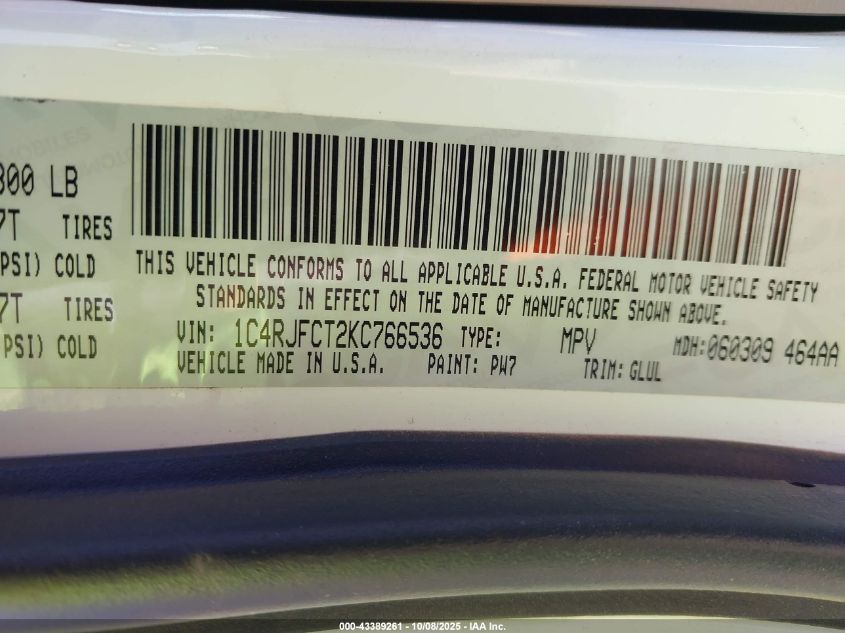 800 LB
7T TIRES
PSI) COLD
7T TIRES
PSI) COLD
THIS VEHICLE CONFORMS TO ALL APPLICABLE U.S.A. FEDERAL MOTOR VEHICLE SAFETY
STANDARDS IN EFFECT ON THE DATE OF MANUFACTURE SHOWN ABOVE.
VIN: 1C4RJFCT2KC766536 TYPE: MPV MDH:060309 464AA
VEHICLE MADE IN U.S.A. PAINT: PW7 TRIM: GLUL
000-43389261 - 10/08/2025 - IAA Inc.